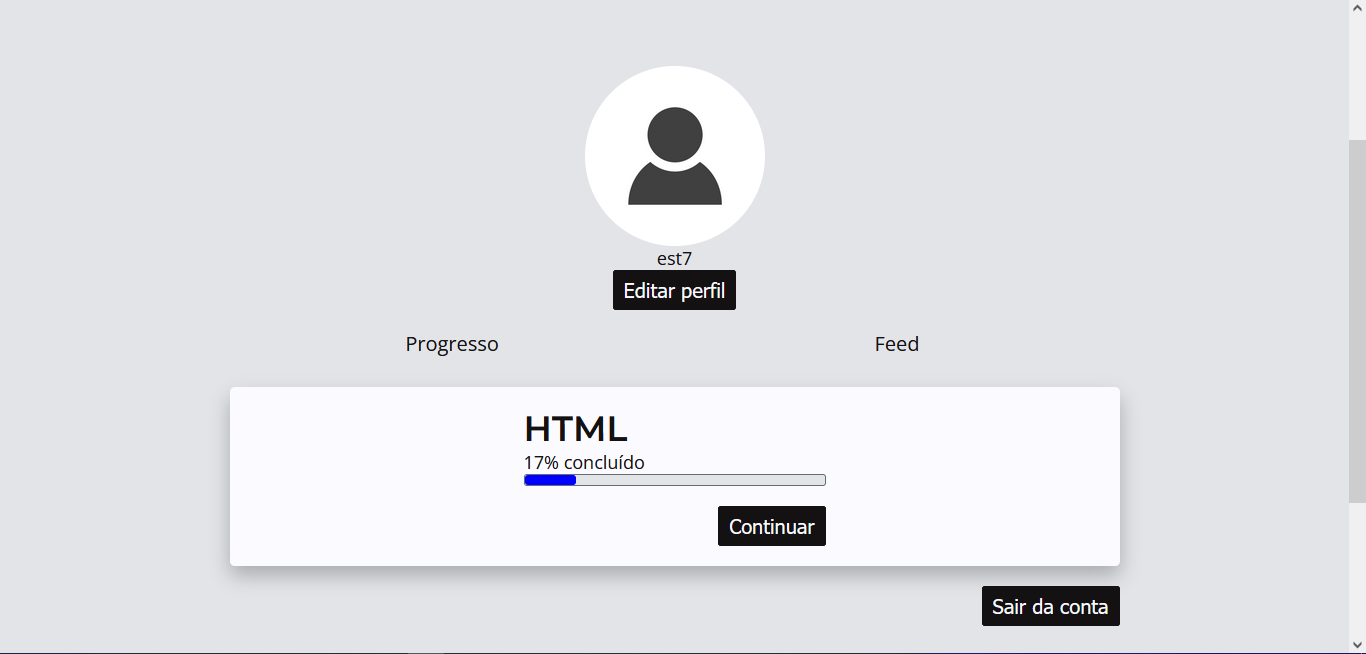 est7
Editar perfil
Progresso
Feed
HTML
17% concluído
Continuar
Sair da conta